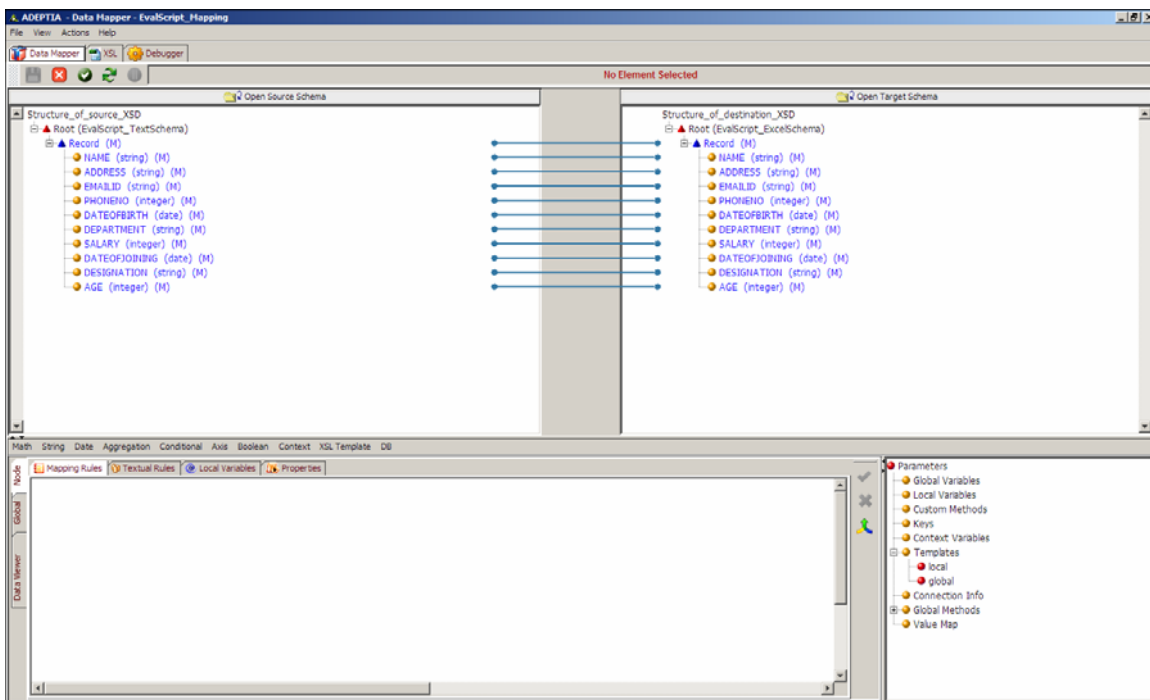 ADEPTIA - Data Mapper - EvalScript_Mapping
File View Actions Help
Data Mapper XSL Debugger
No Element Selected
Open Source Schema
Open Target Schema
Structure_of_source_XSD
Root (EvalScript_TextSchema)
Record (M)
NAME (string) (M)
ADDRESS (string) (M)
EMAILID (string) (M)
PHONENO (integer) (M)
DATEOFBIRTH (date) (M)
DEPARTMENT (string) (M)
SALARY (integer) (M)
DATEOFJOINING (date) (M)
DESIGNATION (string) (M)
AGE (integer) (M)
Structure_of_destination_XSD
Root (EvalScript_ExcelSchema)
Record (M)
NAME (string) (M)
ADDRESS (string) (M)
EMAILID (string) (M)
PHONENO (integer) (M)
DATEOFBIRTH (date) (M)
DEPARTMENT (string) (M)
SALARY (integer) (M)
DATEOFJOINING (date) (M)
DESIGNATION (string) (M)
AGE (integer) (M)
Math String Date Aggregation Conditional Axis Boolean Context XSL Template DB
Node
Global
Data Viewer
Mapping Rules Textual Rules Local Variables Properties
Parameters
Global Variables
Local Variables
Custom Methods
Keys
Context Variables
Templates
local
global
Connection Info
Global Methods
Value Map